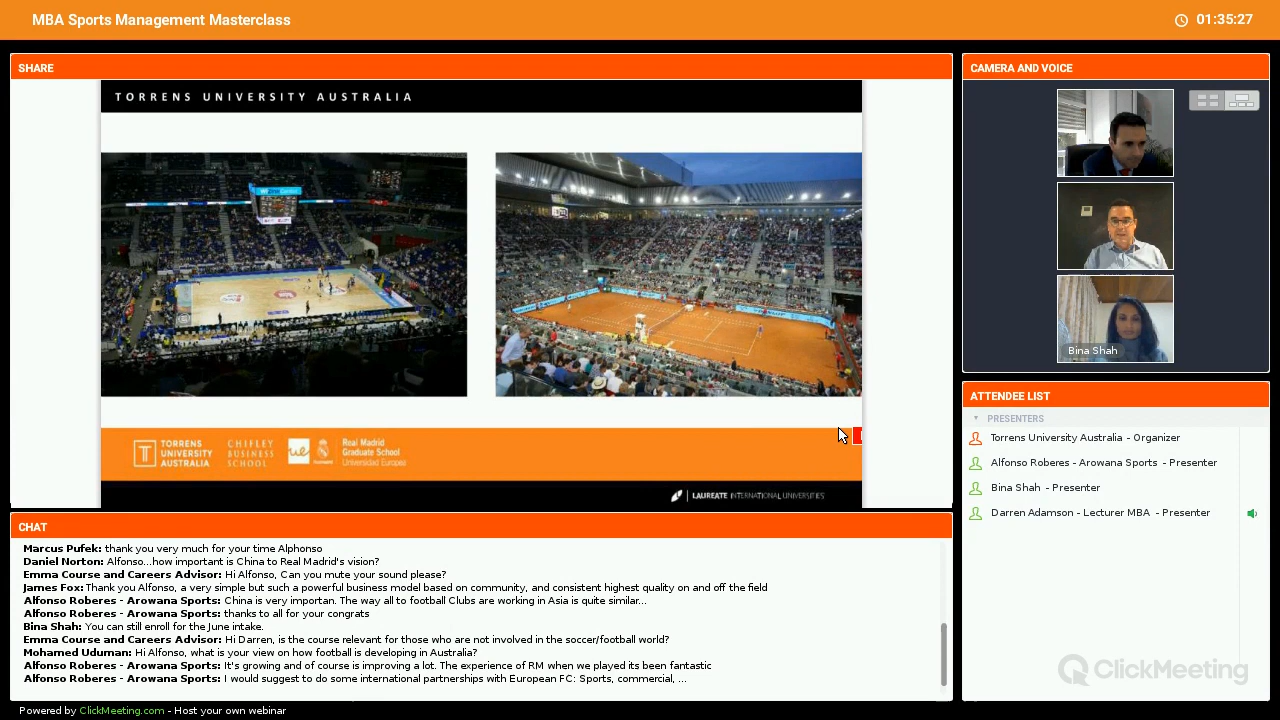 MBA Sports Management Masterclass
01:35:27
SHARE
TORRENS UNIVERSITY AUSTRALIA
TORRENS
UNIVERSITY
AUSTRALIA
CHIFLEY
BUSINESS
SCHOOL
ue
Real Madrid
Graduate School
Universidad Europea
LAUREATE INTERNATIONAL UNIVERSITIES
CAMERA AND VOICE
Bina Shah
ATTENDEE LIST
PRESENTERS
Torrens University Australia - Organizer
Alfonso Roberes - Arowana Sports - Presenter
Bina Shah - Presenter
Darren Adamson - Lecturer MBA - Presenter
ClickMeeting
CHAT
Marcus Pufek: thank you very much for your time Alphonso
Daniel Norton: Alfonso...how important is China to Real Madrid's vision?
Emma Course and Careers Advisor: Hi Alfonso, Can you mute your sound please?
James Fox: Thank you Alfonso, a very simple but such a powerful business model based on community, and consistent highest quality on and off the field
Alfonso Roberes - Arowana Sports: China is very importan. The way all to football Clubs are working in Asia is quite similar...
Alfonso Roberes - Arowana Sports: thanks to all for your congrats
Bina Shah: You can still enroll for the June intake.
Emma Course and Careers Advisor: Hi Darren, is the course relevant for those who are not involved in the soccer/football world?
Mohamed Uduman: Hi Alfonso, what is your view on how football is developing in Australia?
Alfonso Roberes - Arowana Sports: It's growing and of course is improving a lot. The experience of RM when we played its been fantastic
Alfonso Roberes - Arowana Sports: I would suggest to do some international partnerships with European FC: Sports, commercial, ...
Powered by ClickMeeting.com - Host your own webinar